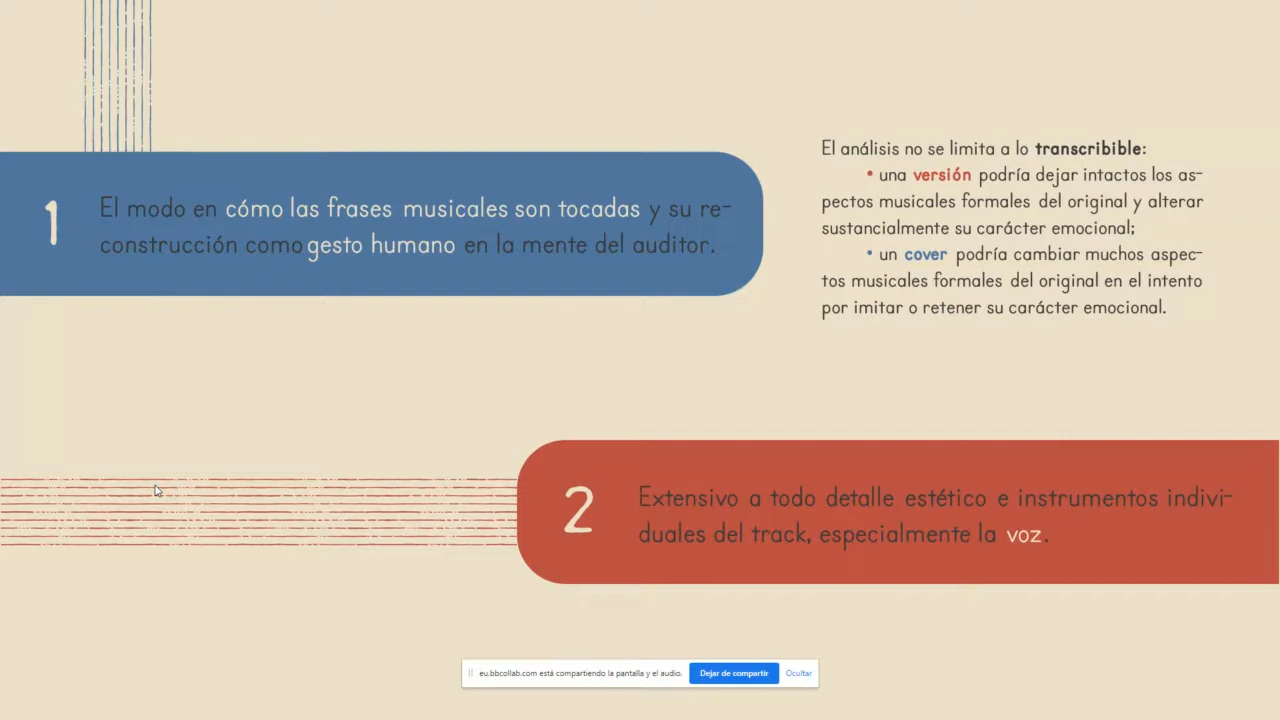 1
El modo en cómo las frases musicales son tocadas y su re-
construcción como gesto humano en la mente del auditor.
El análisis no se limita a lo transcribible:
• una versión podría dejar intactos los as-
pectos musicales formales del original y alterar
sustancialmente su carácter emocional;
• un cover podría cambiar muchos aspec-
tos musicales formales del original en el intento
por imitar o retener su carácter emocional.
2
Extensivo a todo detalle estético e instrumentos indivi-
duales del track, especialmente la voz.
eu.bbcollab.com está compartiendo la pantalla y el audio. Dejar de compartir Ocultar